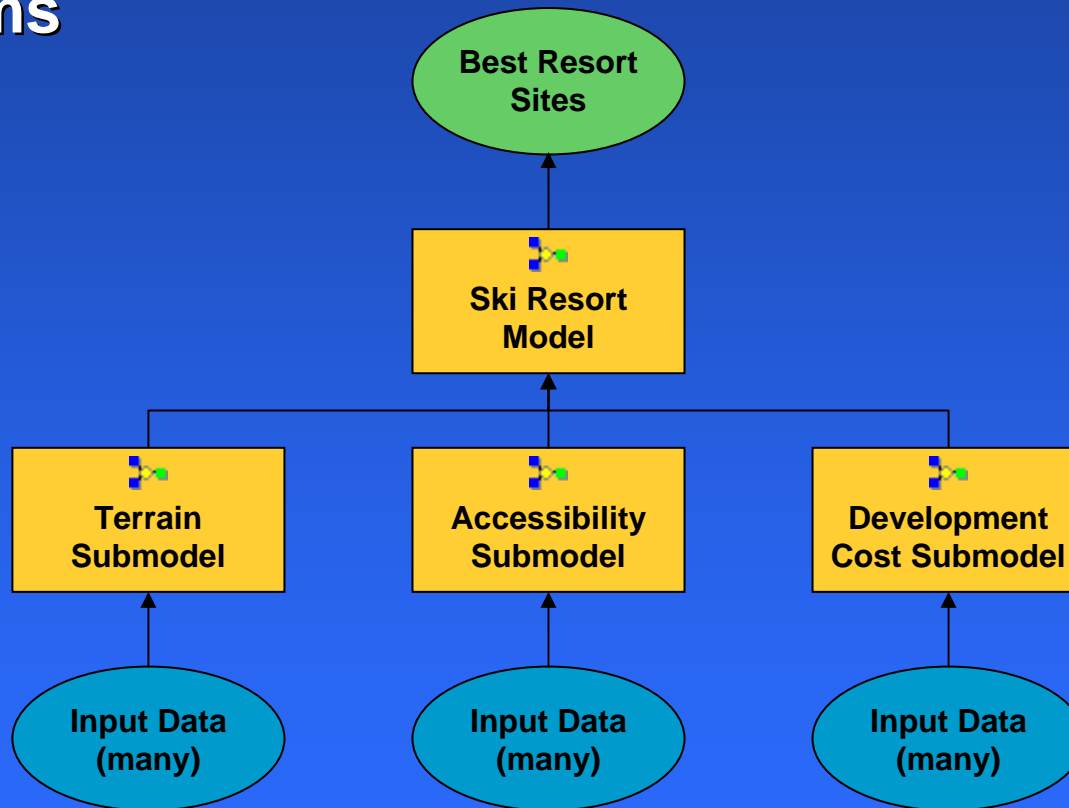 Best Resort
Sites
Ski Resort
Model
Terrain
Submodel
Accessibility
Submodel
Development
Cost Submodel
Input Data
(many)
Input Data
(many)
Input Data
(many)